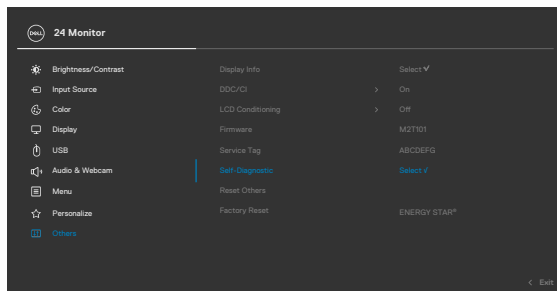 DELL 24 Monitor
Brightness/Contrast Display Info Select √
Input Source DDC/CI > On
Color LCD Conditioning > Off
Display Firmware M2T101
USB Service Tag ABCDEFG
Audio & Webcam Self-Diagnostic Select √
Menu Reset Others
Personalize Factory Reset ENERGY STAR®
Others
< Exit